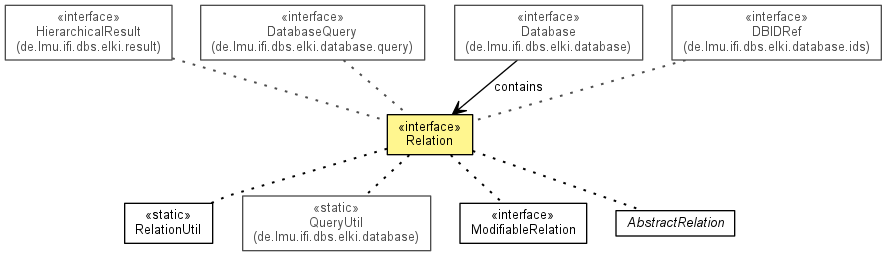 «interface»
HierarchicalResult
(de.lmu.ifi.dbs.elki.result)
«interface»
DatabaseQuery
(de.lmu.ifi.dbs.elki.database.query)
«interface»
Database
(de.lmu.ifi.dbs.elki.database)
«interface»
DBIDRef
(de.lmu.ifi.dbs.elki.database.ids)
contains
«interface»
Relation
«static»
RelationUtil
«static»
QueryUtil
(de.lmu.ifi.dbs.elki.database)
«interface»
ModifiableRelation
AbstractRelation